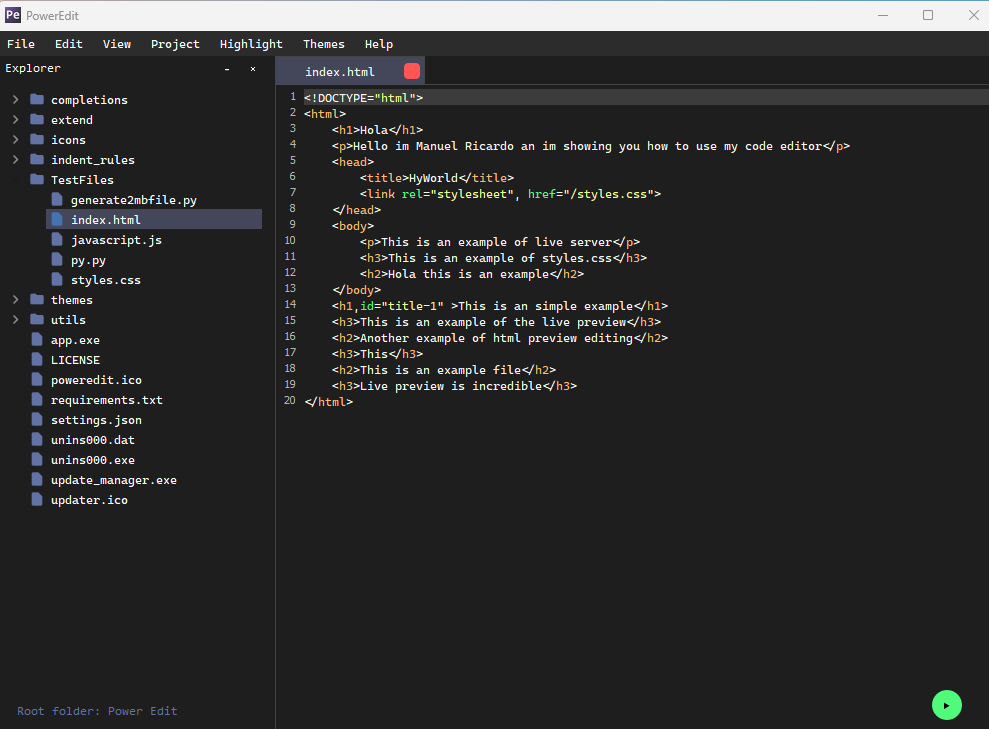 Pe PowerEdit
File Edit View Project Highlight Themes Help
Explorer
completions
extend
icons
indent_rules
TestFiles
generate2mbfile.py
index.html
javascript.js
py.py
styles.css
themes
utils
app.exe
LICENSE
poweredit.ico
requirements.txt
settings.json
unins000.dat
unins000.exe
update_manager.exe
updater.ico
Root folder: Power Edit
index.html
1 <!DOCTYPE="html">
2 <html>
3     <h1>Hola</h1>
4     <p>Hello im Manuel Ricardo an im showing you how to use my code editor</p>
5     <head>
6         <title>HyWorld</title>
7         <link rel="stylesheet", href="/styles.css">
8     </head>
9     <body>
10         <p>This is an example of live server</p>
11         <h3>This is an example of styles.css</h3>
12         <h2>Hola this is an example</h2>
13     </body>
14     <h1,id="title-1" >This is an simple example</h1>
15     <h3>This is an example of the live preview</h3>
16     <h2>Another example of html preview editing</h2>
17     <h3>This</h3>
18     <h2>This is an example file</h2>
19     <h3>Live preview is incredible</h3>
20 </html>